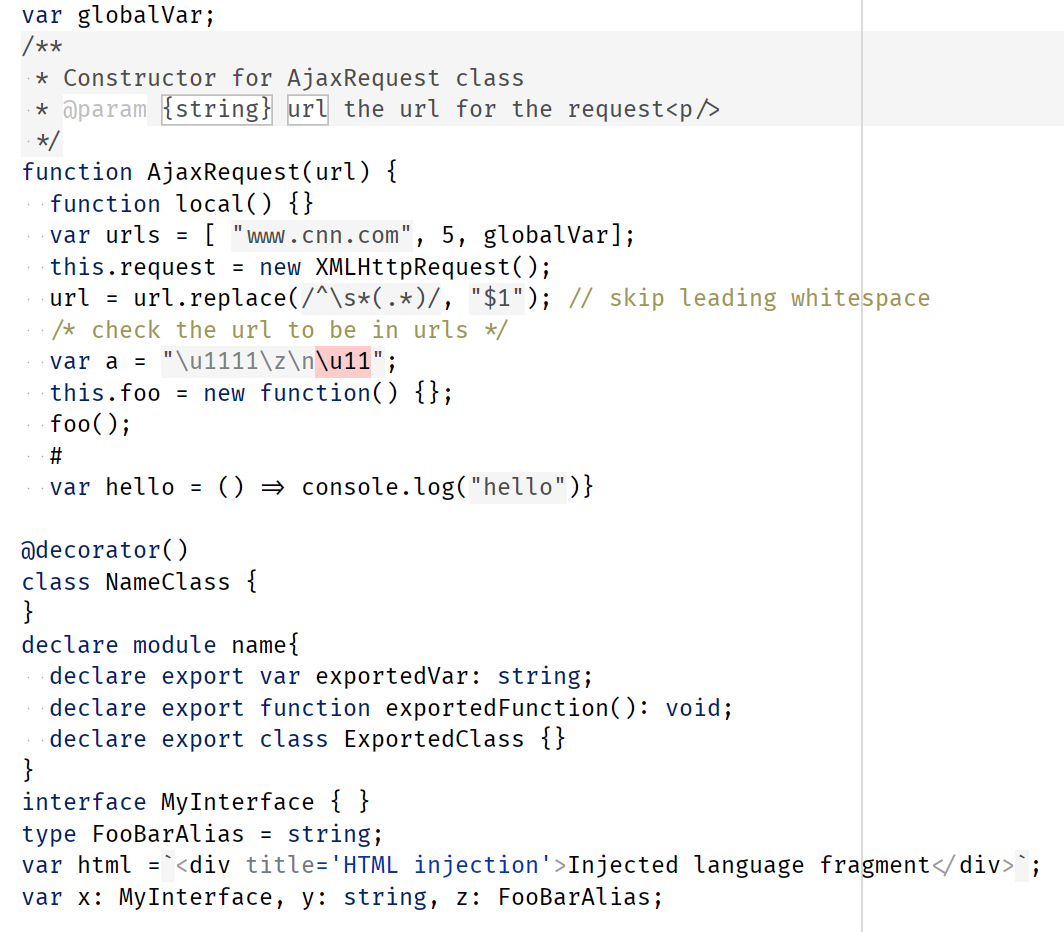 var globalVar;
/**
 * Constructor for AjaxRequest class
 * @param {string} url the url for the request<p/>
 */
function AjaxRequest(url) {
  function local() {}
  var urls = [ "www.cnn.com", 5, globalVar];
  this.request = new XMLHttpRequest();
  url = url.replace(/^\s*(.*)/, "$1"); // skip leading whitespace
  /* check the url to be in urls */
  var a = "\u1111\z\n\u11";
  this.foo = new function() {};
  foo();
  #
  var hello = () => console.log("hello")}

@decorator()
class NameClass {
}
declare module name{
  declare export var exportedVar: string;
  declare export function exportedFunction(): void;
  declare export class ExportedClass {}
}
interface MyInterface { }
type FooBarAlias = string;
var html =`<div title='HTML injection'>Injected language fragment</div>`;
var x: MyInterface, y: string, z: FooBarAlias;